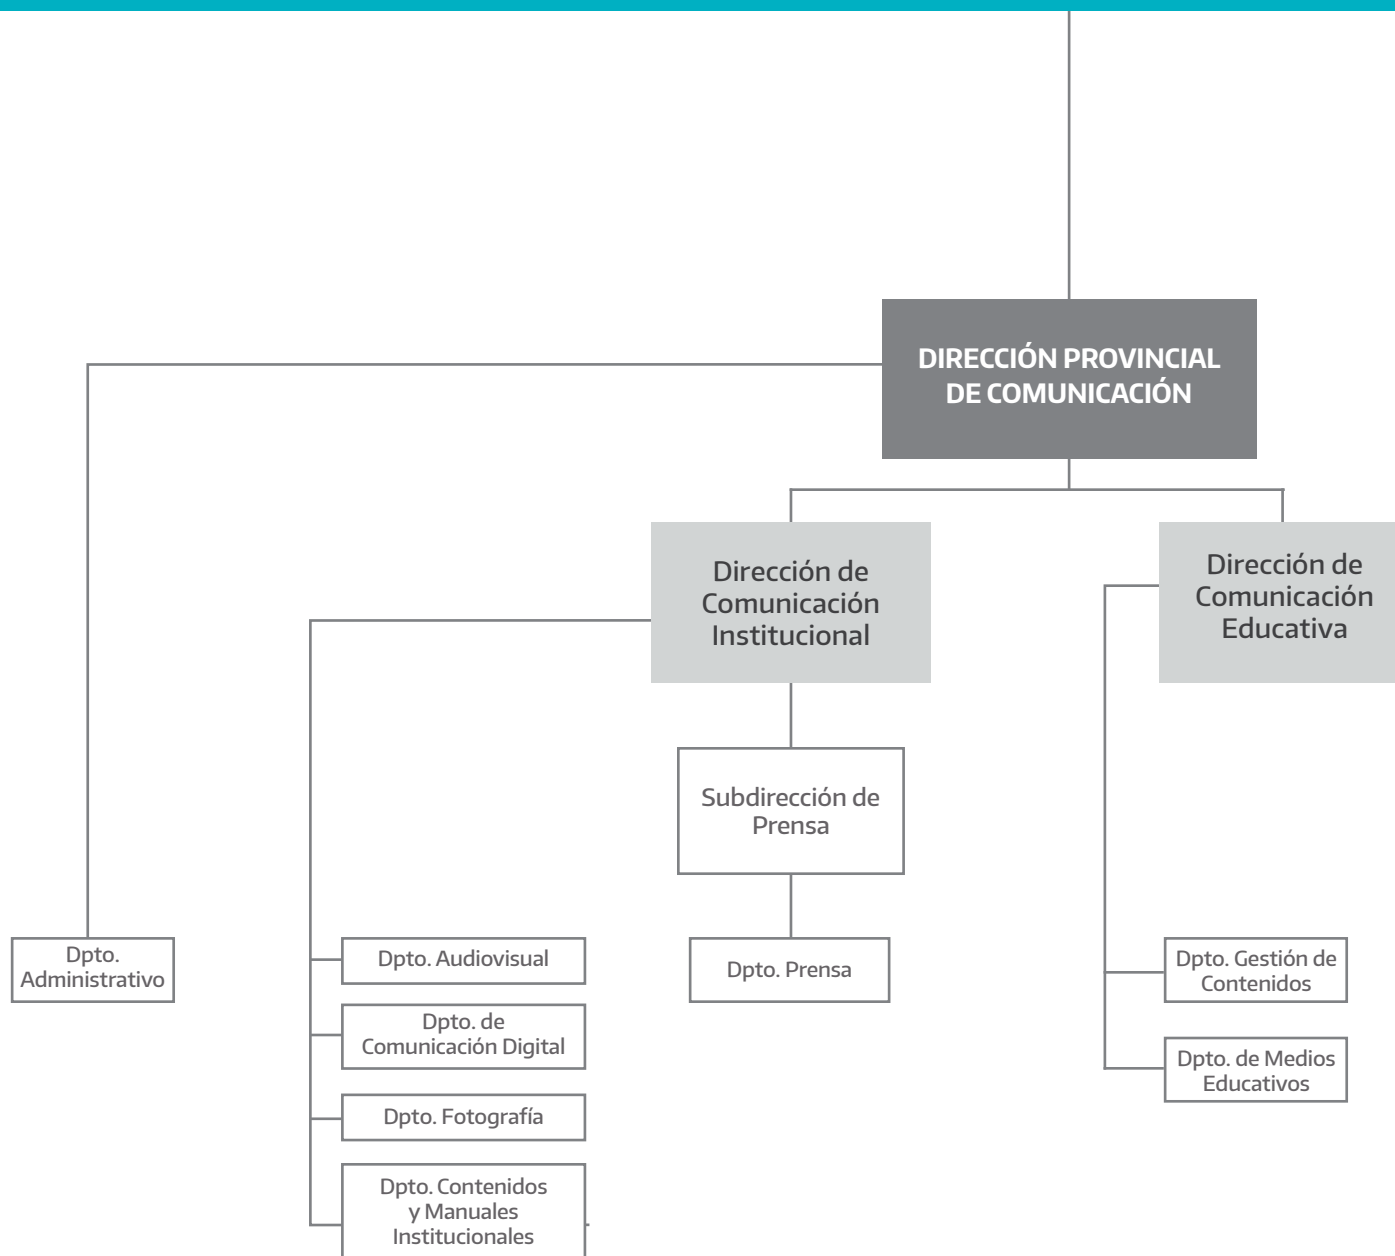 DIRECCIÓN PROVINCIAL
DE COMUNICACIÓN
Dirección de
Comunicación
Institucional
Dirección de
Comunicación
Educativa
Subdirección de
Prensa
Dpto.
Administrativo
Dpto. Audiovisual
Dpto. de
Comunicación Digital
Dpto. Fotografía
Dpto. Contenidos
y Manuales
Institucionales
Dpto. Prensa
Dpto. Gestión de
Contenidos
Dpto. de Medios
Educativos